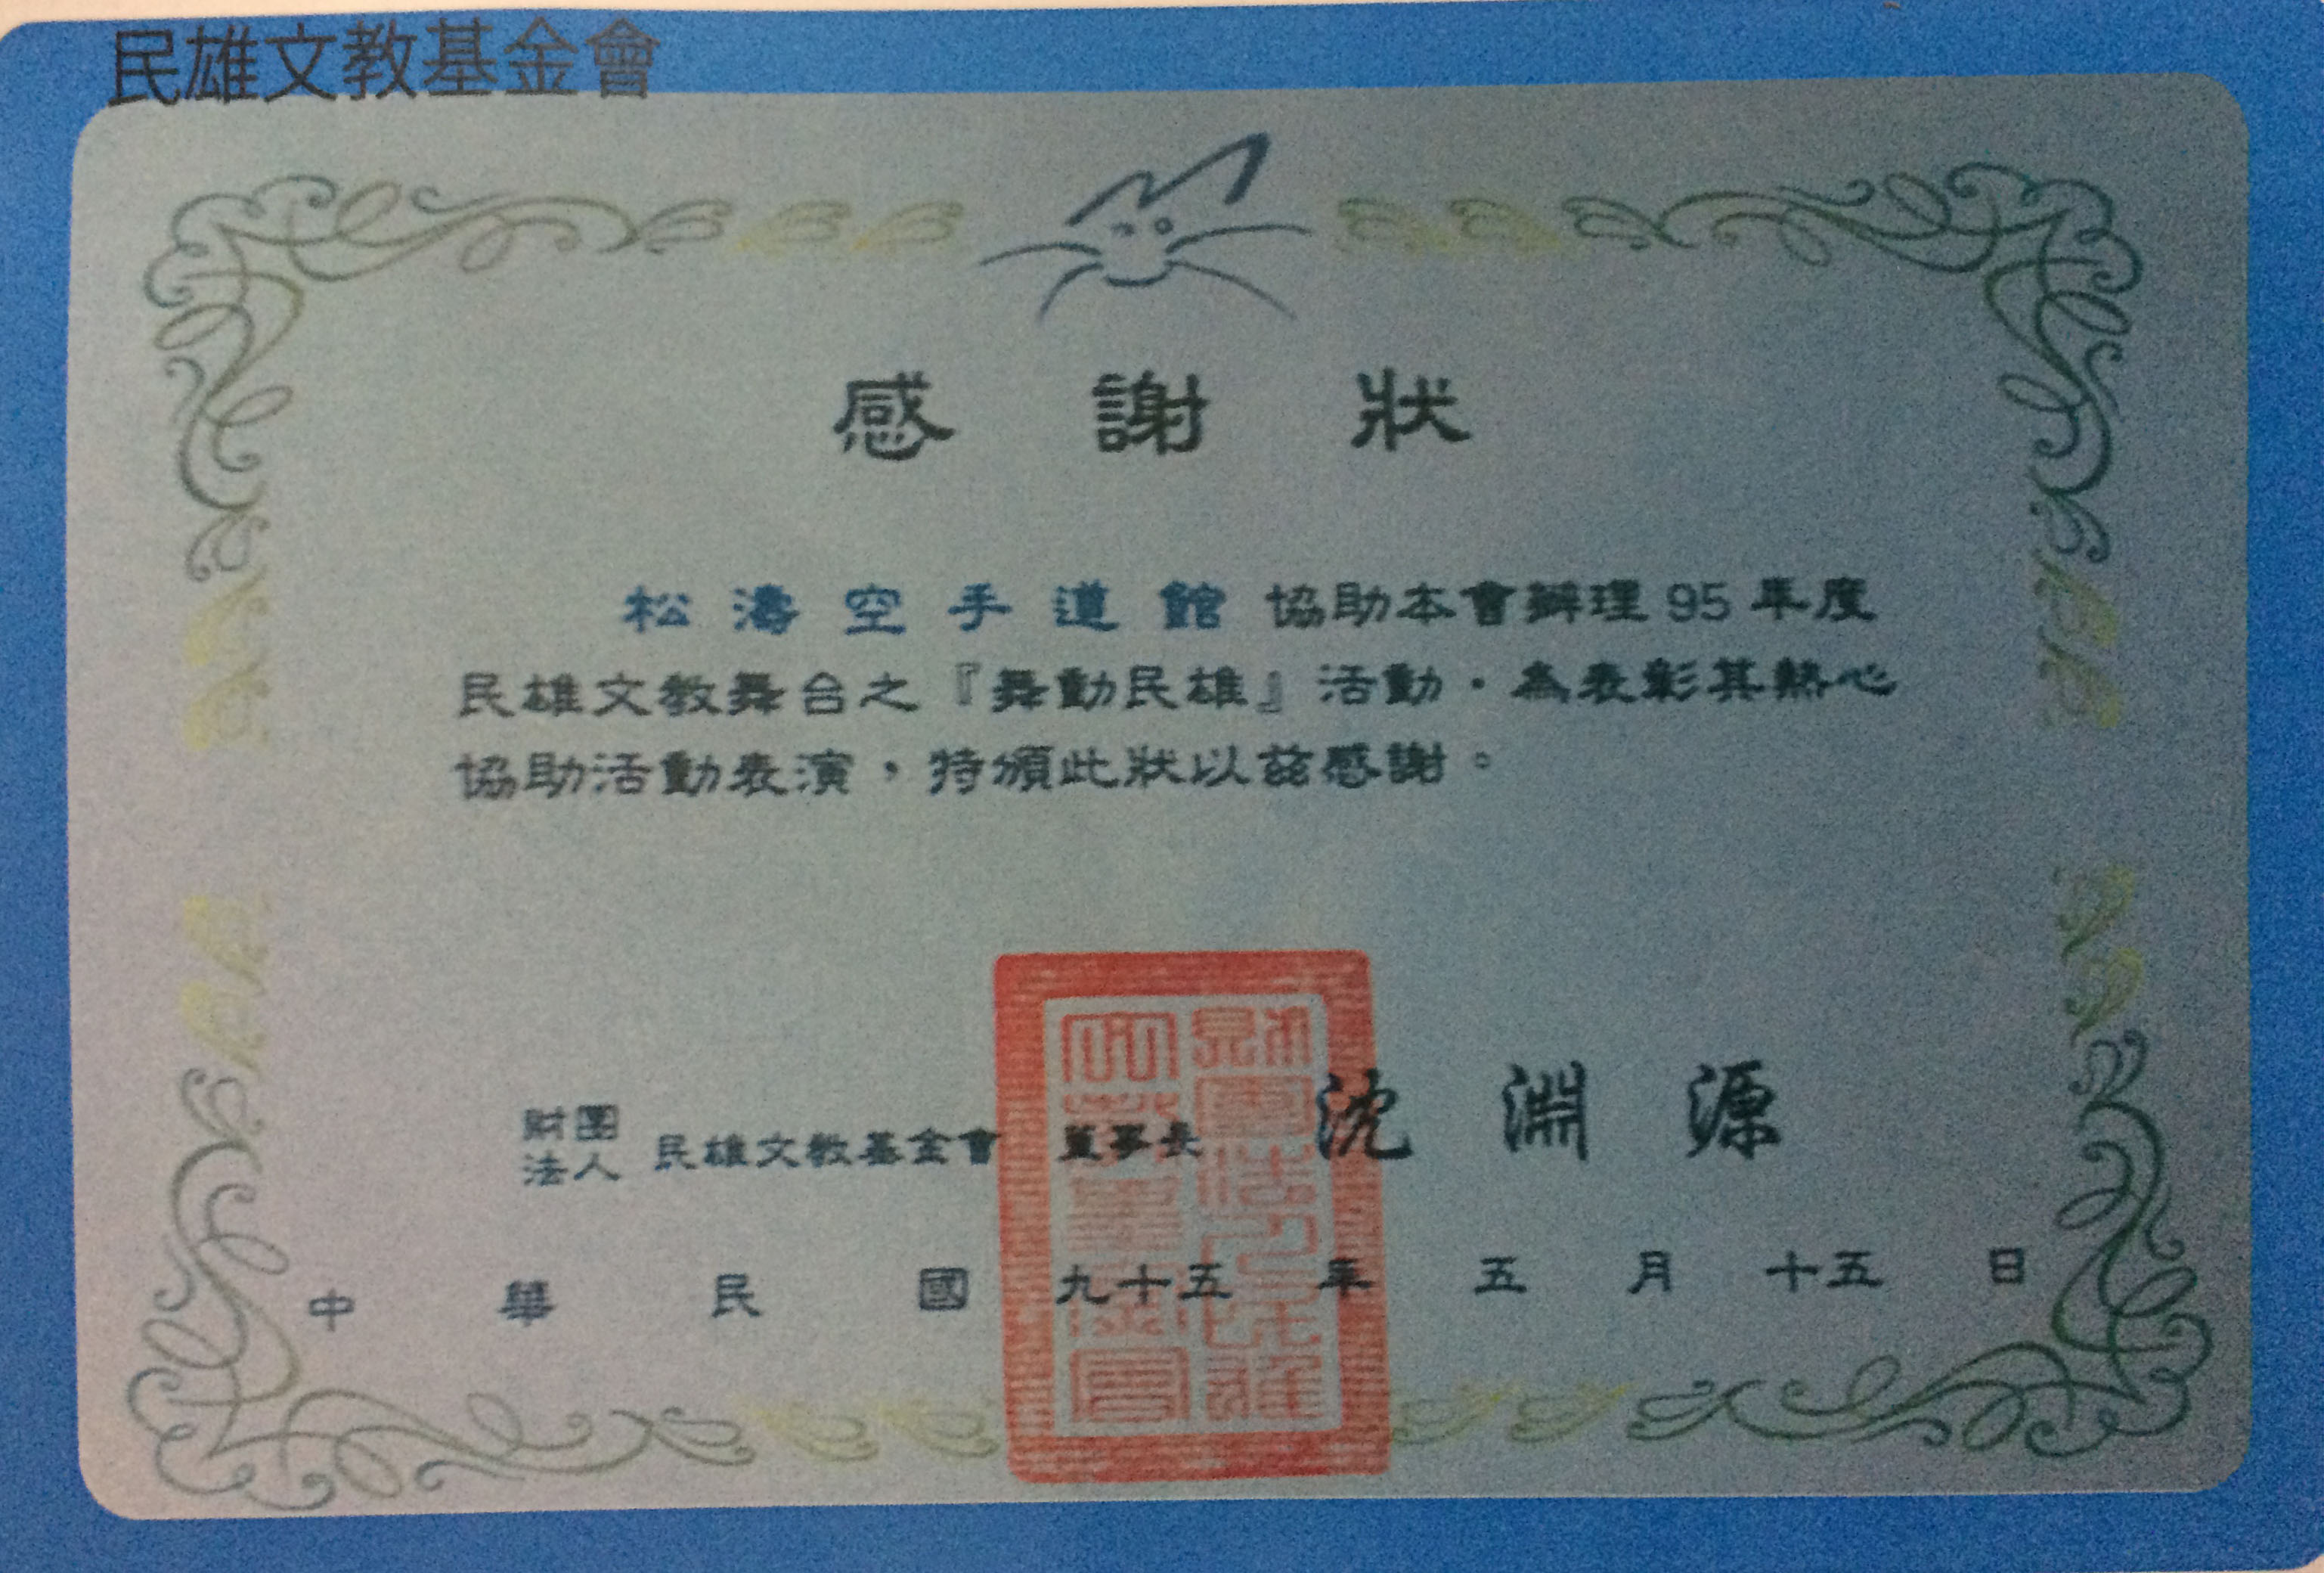 民雄文教基金會
感謝狀
松濤空手道館協助本會辦理95年度
民雄文教舞台之『舞動民雄』活動，為表彰其熱心
協助活動表演，特頒此狀以茲感謝。
財團法人 民雄文教基金會 董事長 沈淵源
中華民國九十五年五月十五日